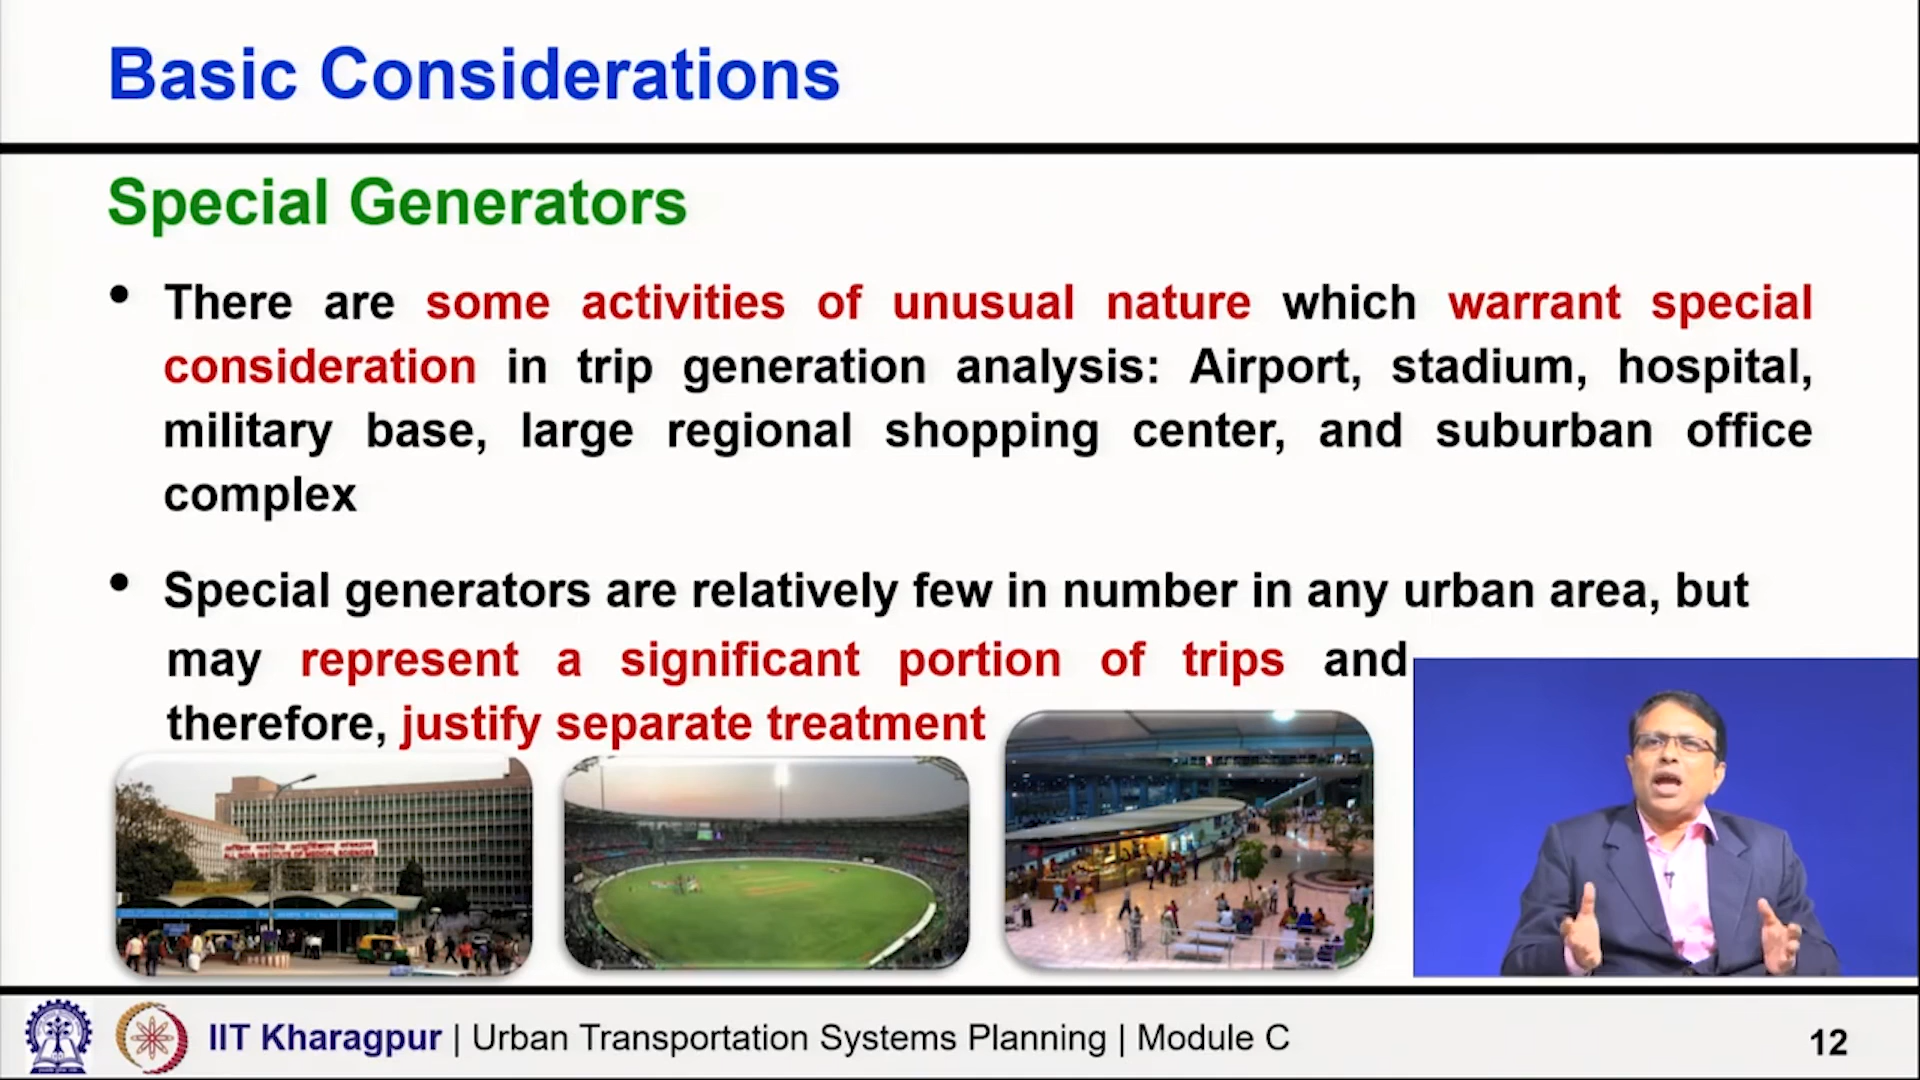 Basic Considerations
Special Generators
• There are some activities of unusual nature which warrant special
consideration in trip generation analysis: Airport, stadium, hospital,
military base, large regional shopping center, and suburban office
complex
• Special generators are relatively few in number in any urban area, but
may represent a significant portion of trips and
therefore, justify separate treatment
IIT Kharagpur | Urban Transportation Systems Planning | Module C
12